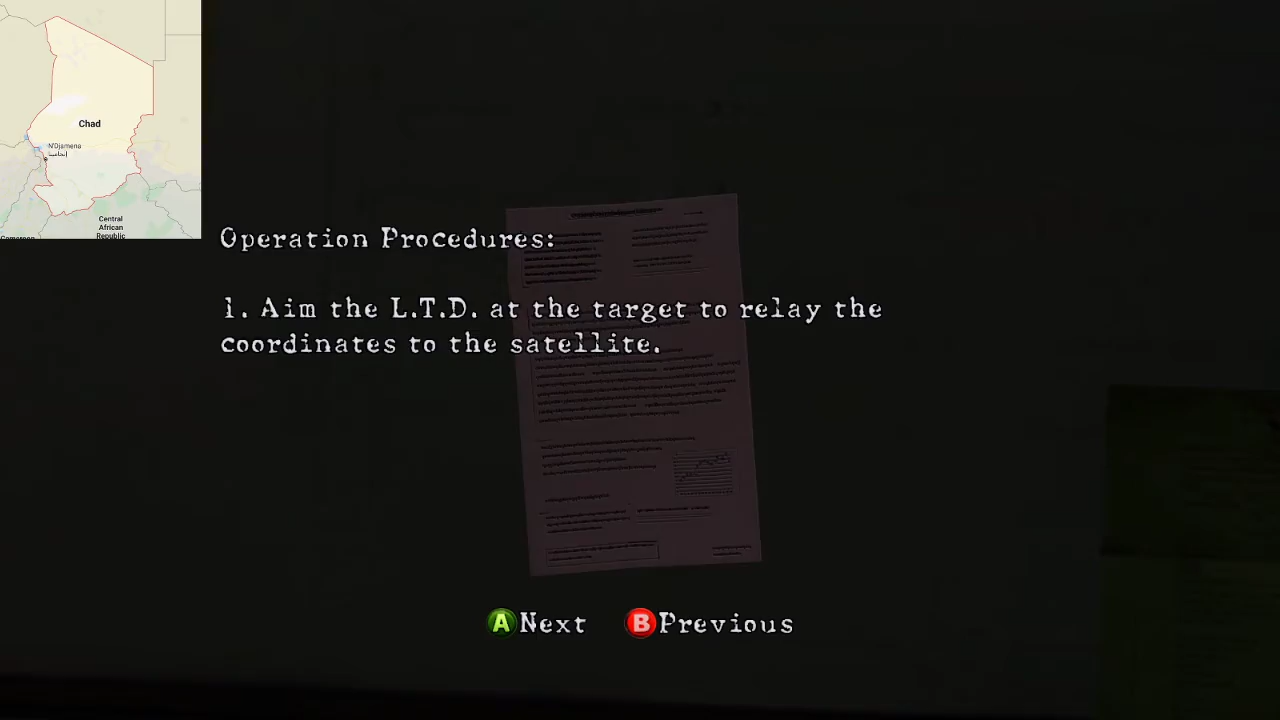 Chad
N'Djamena
إنجامينا
Central
African
Republic
Operation Procedures:
1. Aim the L.T.D. at the target to relay the
coordinates to the satellite.
A Next B Previous